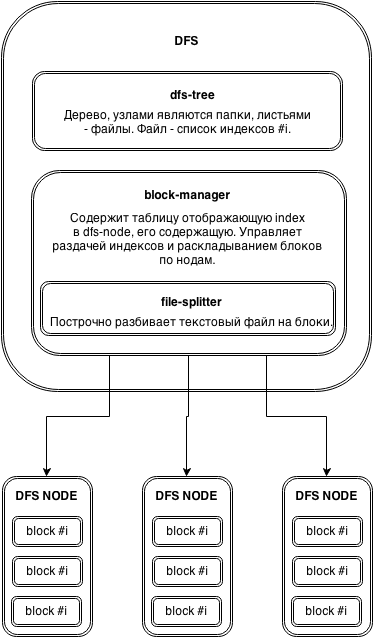 DFS
dfs-tree
Дерево, узлами являются папки, листьями
- файлы. Файл - список индексов #i.
block-manager
Содержит таблицу отображающую index
в dfs-node, его содержащую. Управляет
раздачей индексов и раскладыванием блоков
по нодам.
file-splitter
Построчно разбивает текстовый файл на блоки.
DFS NODE
block #i
block #i
block #i
DFS NODE
block #i
block #i
block #i
DFS NODE
block #i
block #i
block #i